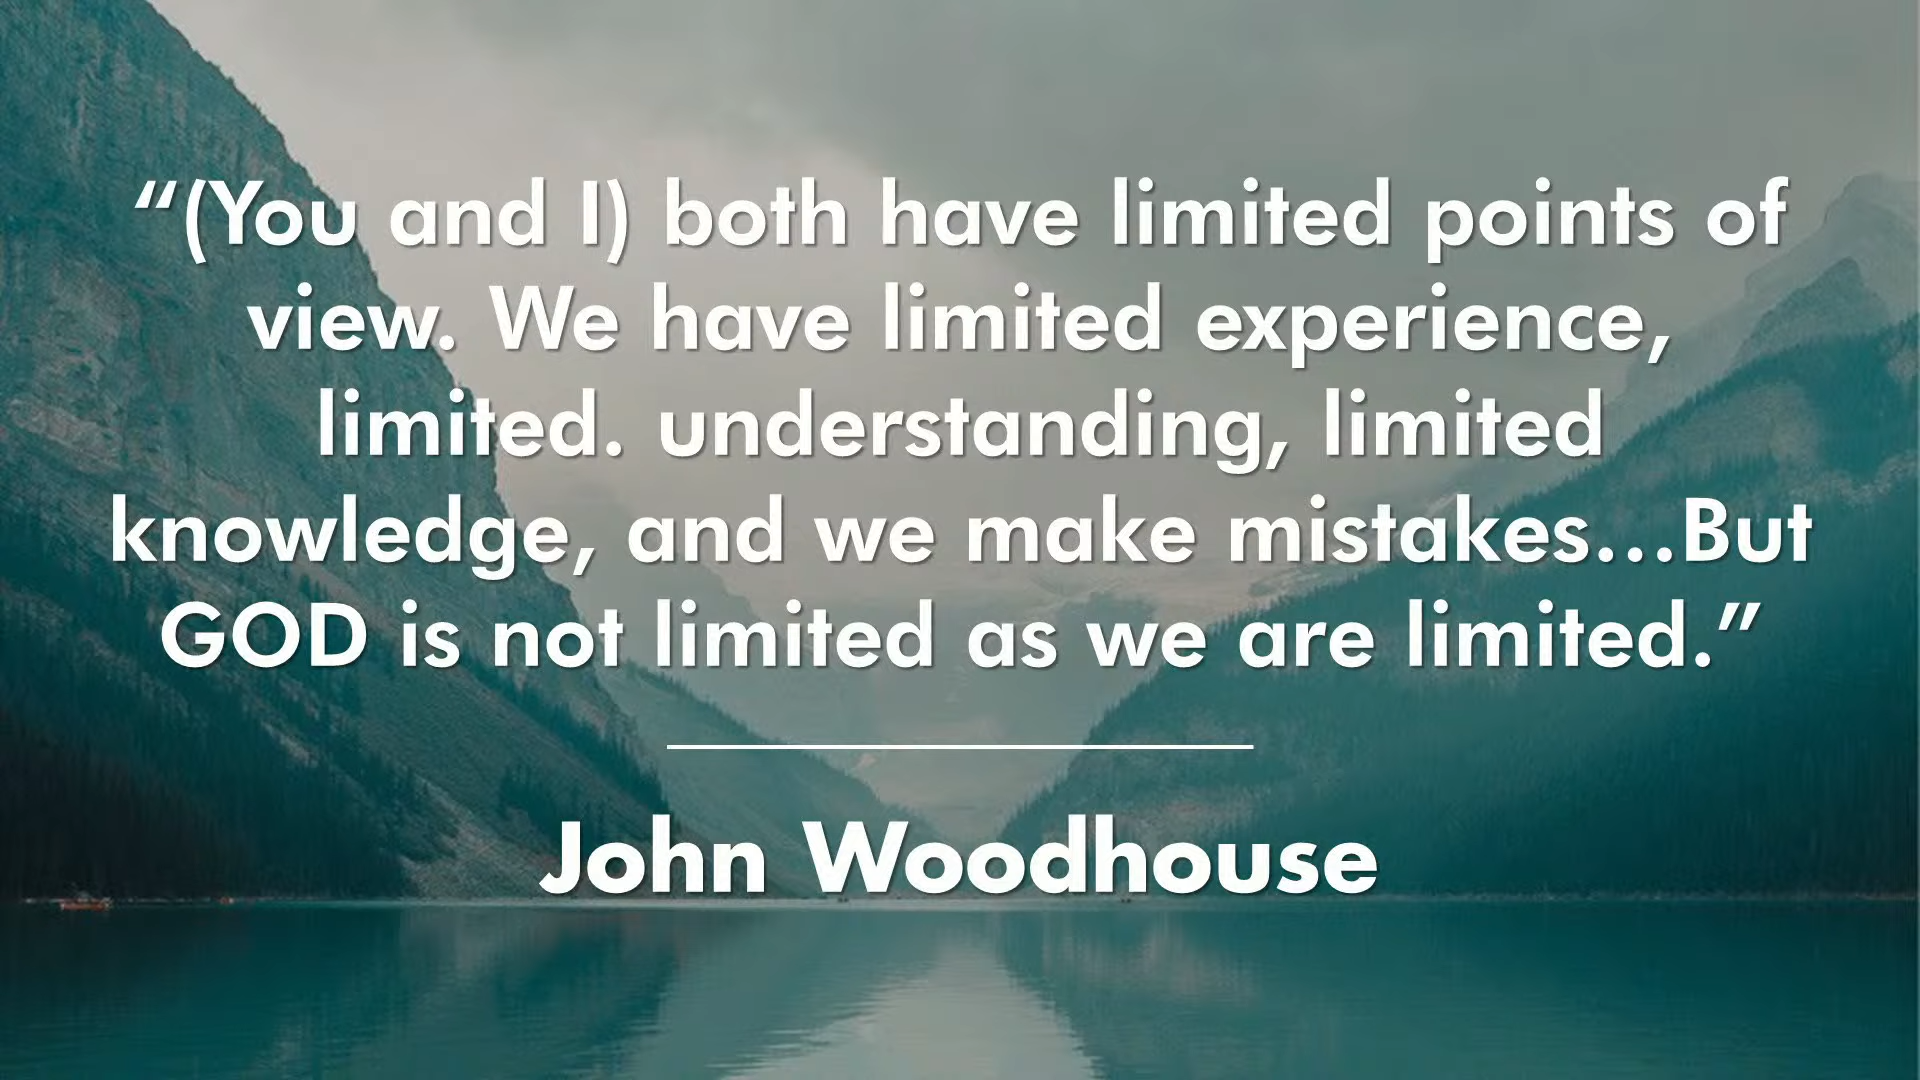 “(You and I) both have limited points of
view. We have limited experience,
limited. understanding, limited
knowledge, and we make mistakes…But
GOD is not limited as we are limited.”
John Woodhouse